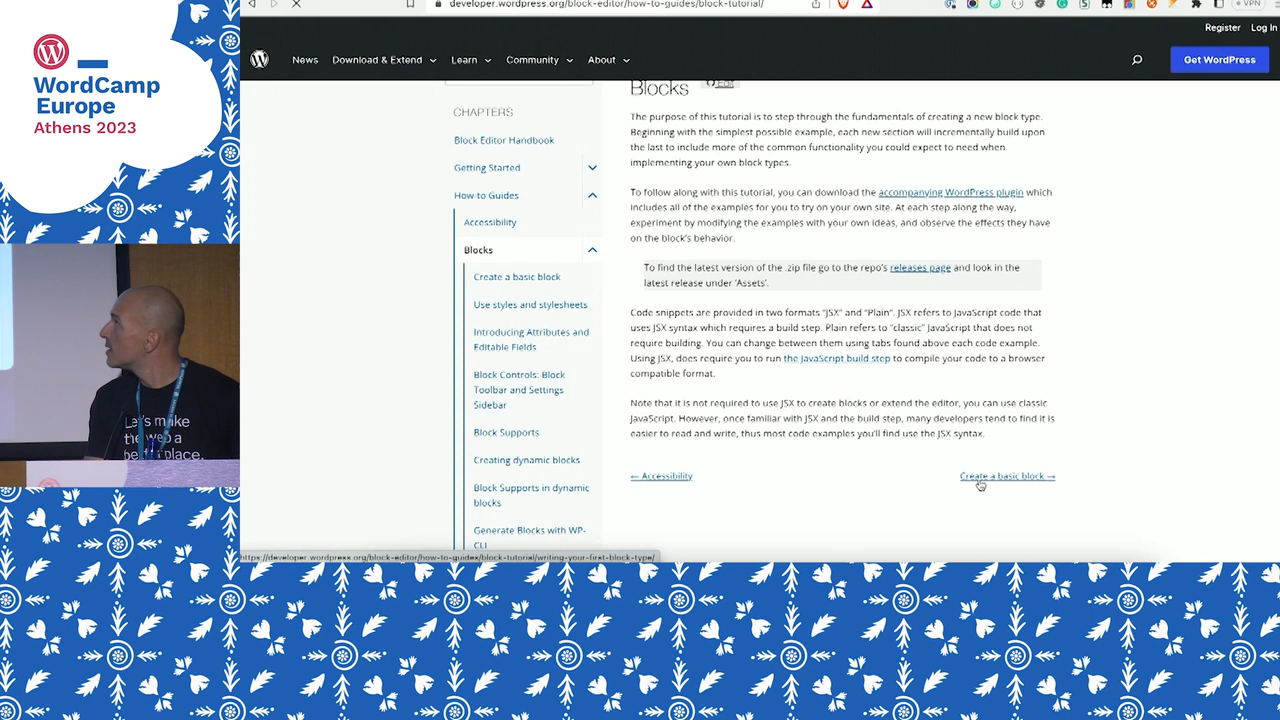 WordCamp
Europe
Athens 2023
Let's make
the web a
better place.
developer.wordpress.org/block-editor/how-to-guides/block-tutorial/
VPN
Register Log In
News Download & Extend Learn Community About
Get WordPress
CHAPTERS
Block Editor Handbook
Getting Started
How-to Guides
Accessibility
Blocks
Create a basic block
Use styles and stylesheets
Introducing Attributes and
Editable Fields
Block Controls: Block
Toolbar and Settings
Sidebar
Block Supports
Creating dynamic blocks
Block Supports in dynamic
blocks
Generate Blocks with WP-
CLI
Blocks Edit
The purpose of this tutorial is to step through the fundamentals of creating a new block type.
Beginning with the simplest possible example, each new section will incrementally build upon
the last to include more of the common functionality you could expect to need when
implementing your own block types.
To follow along with this tutorial, you can download the accompanying WordPress plugin which
includes all of the examples for you to try on your own site. At each step along the way,
experiment by modifying the examples with your own ideas, and observe the effects they have
on the block's behavior.
To find the latest version of the .zip file go to the repo's releases page and look in the
latest release under 'Assets'.
Code snippets are provided in two formats "JSX" and "Plain". JSX refers to JavaScript code that
uses JSX syntax which requires a build step. Plain refers to "classic" JavaScript that does not
require building. You can change between them using tabs found above each code example.
Using JSX, does require you to run the JavaScript build step to compile your code to a browser
compatible format.
Note that it is not required to use JSX to create blocks or extend the editor, you can use classic
JavaScript. However, once familiar with JSX and the build step, many developers tend to find it is
easier to read and write, thus most code examples you'll find use the JSX syntax.
← Accessibility
Create a basic block →
https://developer.wordpress.org/block-editor/how-to-guides/block-tutorial/writing-your-first-block-type/